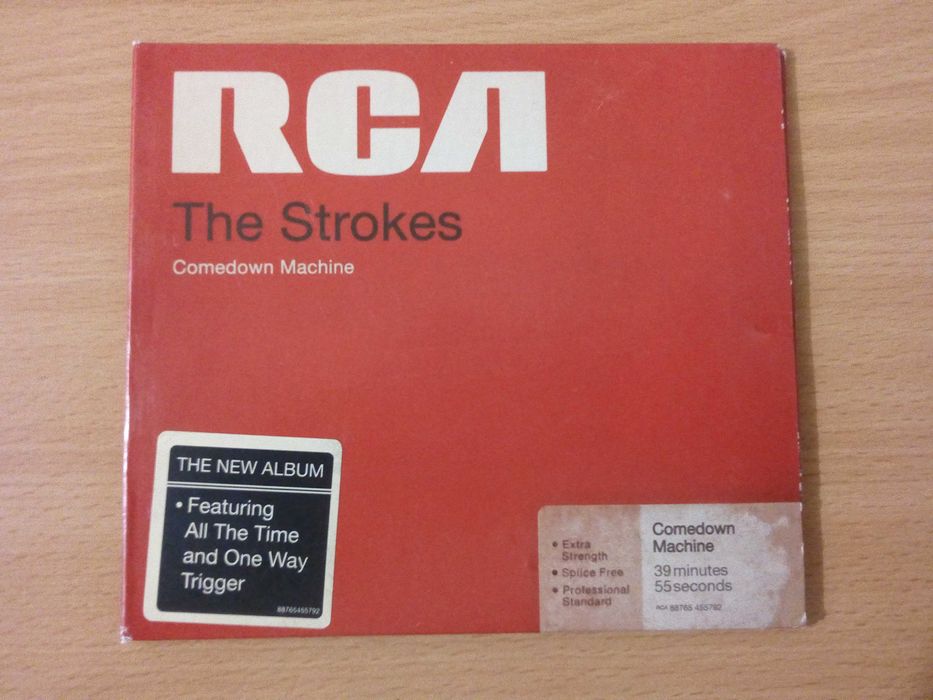 RCA
The Strokes
Comedown Machine
THE NEW ALBUM
• Featuring
All The Time
and One Way
Trigger
88765455792
• Extra
Strength
• Splice Free
• Professional
Standard
Comedown
Machine
39 minutes
55 seconds
RCA 88765 455792